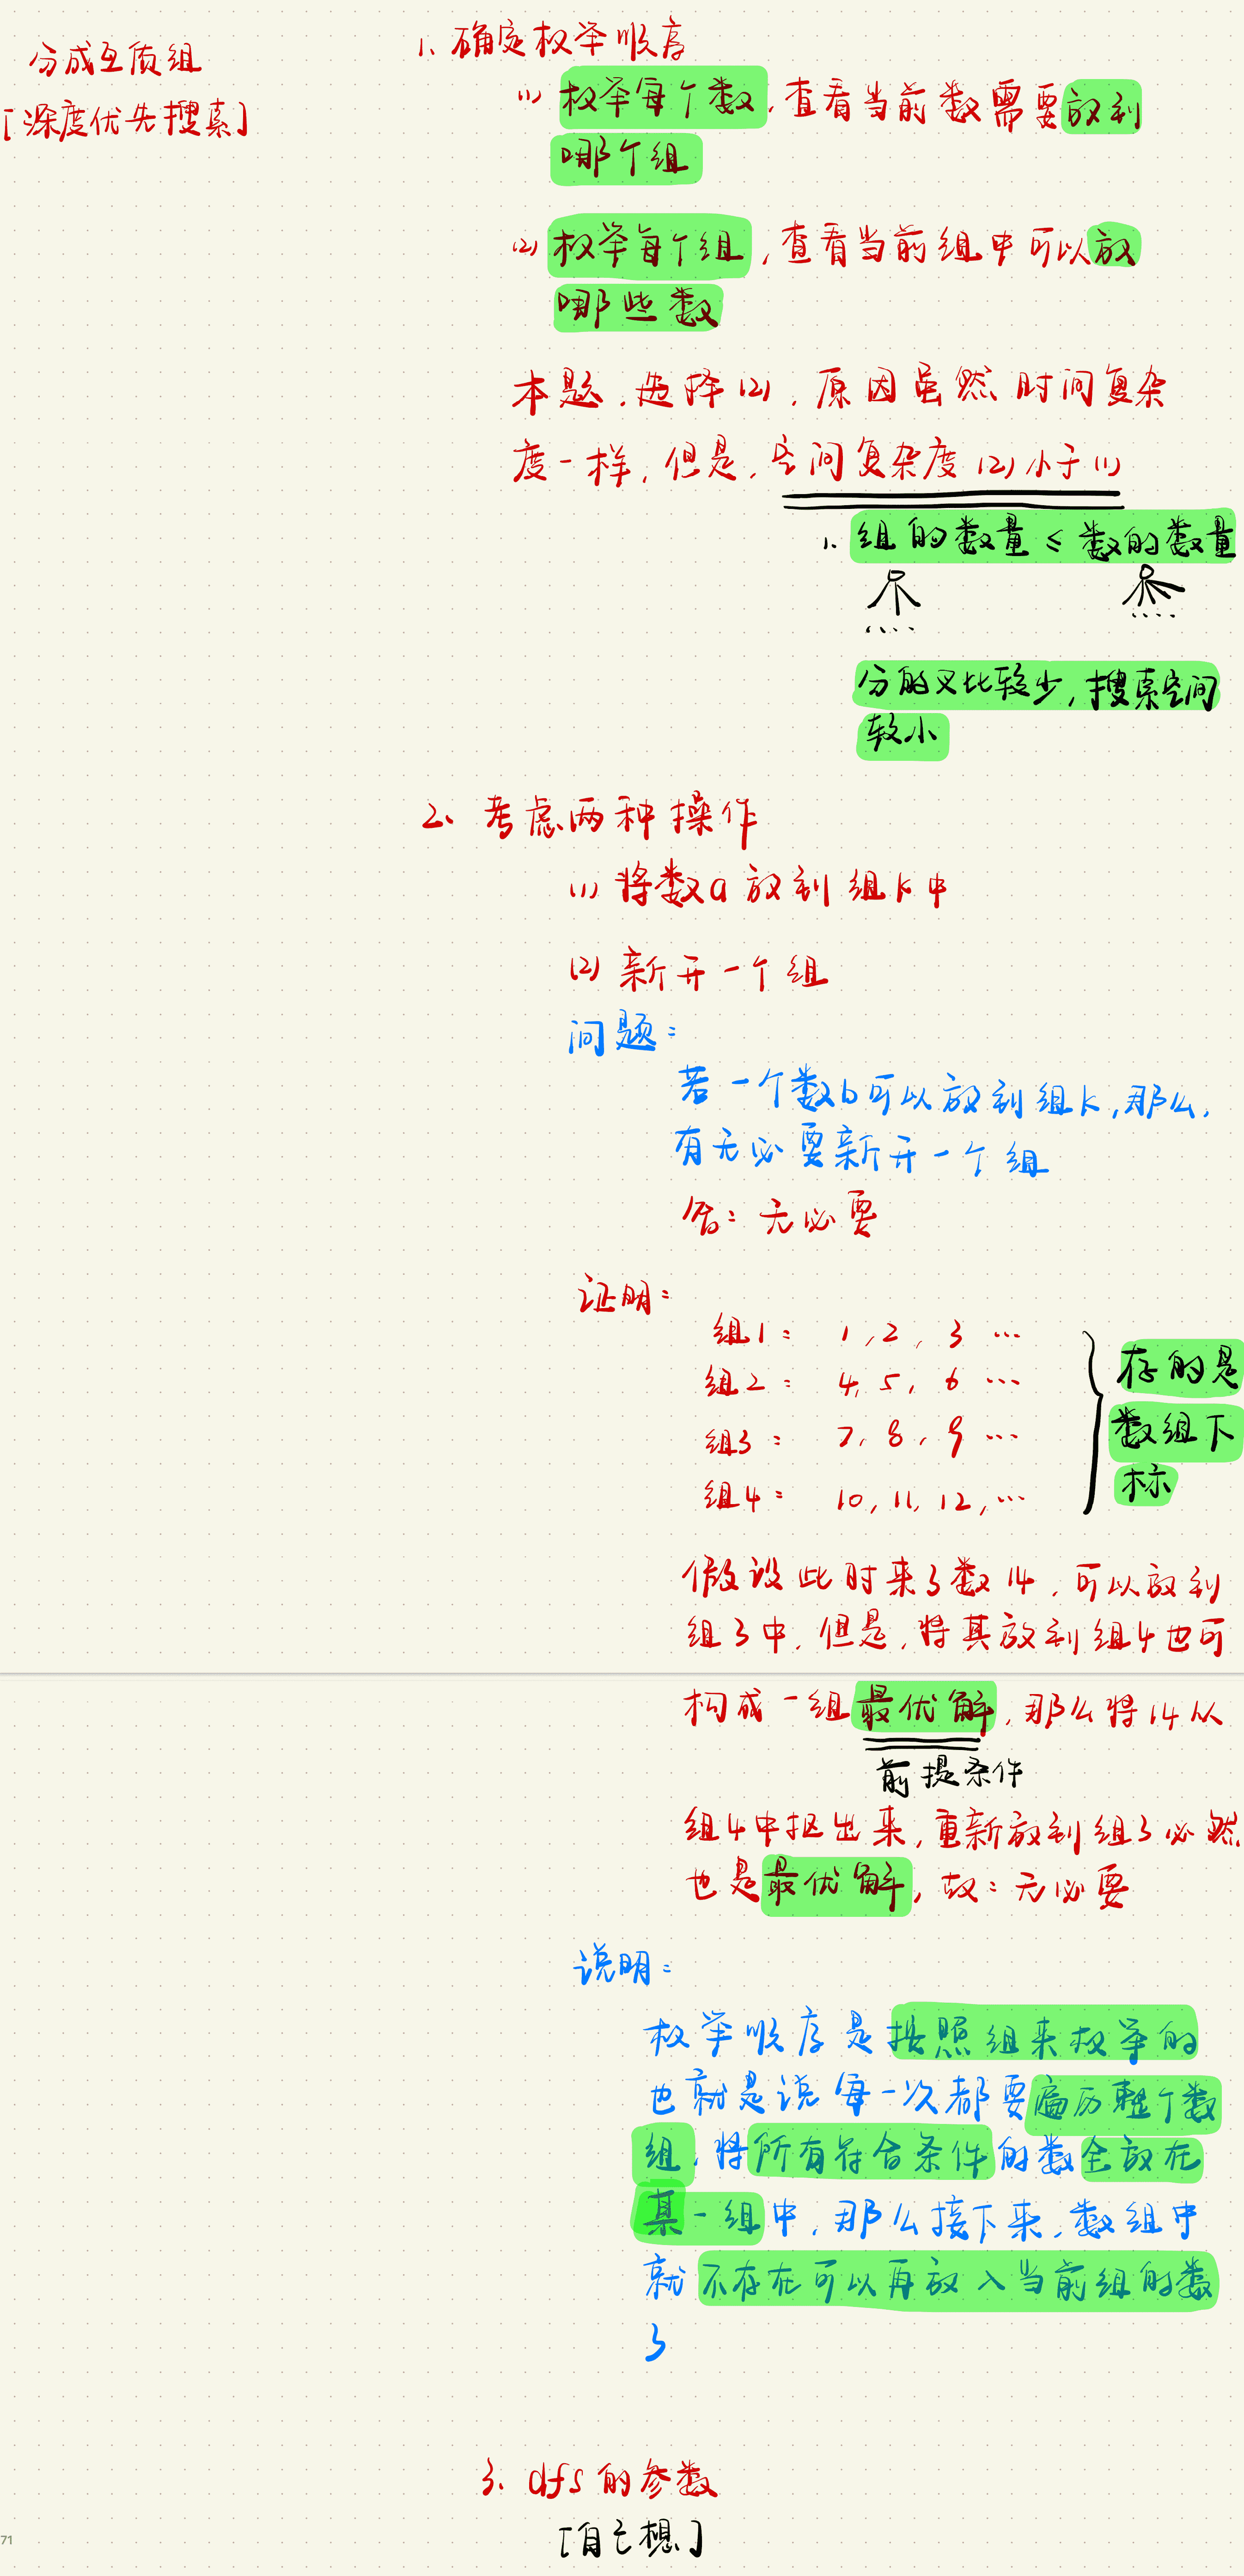 分成互质组
[深度优先搜索]
1、确定枚举顺序
(1) 枚举每个数,查看当前数需要放到
哪个组
(2) 枚举每个组,查看当前组中可以放
哪些数
本题,选择(2),原因虽然时间复杂
度一样,但是,空间复杂度(2)小于(1)
1、组的数量≤数的数量
分的叉比较少,搜索空间
较小
2、考虑两种操作
(1) 将数a放到组k中
(2) 新开一个组
问题:
若一个数b可以放到组k,那么,
有无必要新开一个组
答:无必要
证明:
组1: 1, 2, 3 …
组2: 4, 5, 6 …
组3: 7, 8, 9 …
组4: 10, 11, 12, …
存的是
数组下
标
假设此时来了数14,可以放到
组3中,但是,将其放到组4也可
构成一组最优解,那么将14从
前提条件
组4中抠出来,重新放到组3必然
也是最优解,故:无必要
说明:
枚举顺序是按照组来枚举的
也就是说每一次都要遍历整个数
组,将所有符合条件的数全放在
某一组中,那么接下来,数组中
就不存在可以再放入当前组的数
了
3、dfs的参数
[自己想]
71